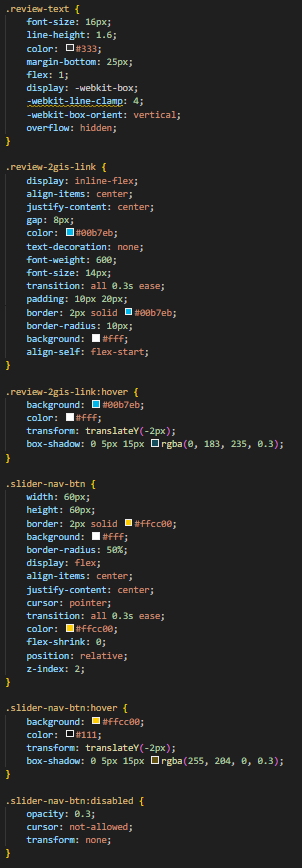 .review-text {
    font-size: 16px;
    line-height: 1.6;
    color: #333;
    margin-bottom: 25px;
    flex: 1;
    display: -webkit-box;
    -webkit-line-clamp: 4;
    -webkit-box-orient: vertical;
    overflow: hidden;
}

.review-2gis-link {
    display: inline-flex;
    align-items: center;
    justify-content: center;
    gap: 8px;
    color: #00b7eb;
    text-decoration: none;
    font-weight: 600;
    font-size: 14px;
    transition: all 0.3s ease;
    padding: 10px 20px;
    border: 2px solid #00b7eb;
    border-radius: 10px;
    background: #fff;
    align-self: flex-start;
}

.review-2gis-link:hover {
    background: #00b7eb;
    color: #fff;
    transform: translateY(-2px);
    box-shadow: 0 5px 15px rgba(0, 183, 235, 0.3);
}

.slider-nav-btn {
    width: 60px;
    height: 60px;
    border: 2px solid #ffcc00;
    background: #fff;
    border-radius: 50%;
    display: flex;
    align-items: center;
    justify-content: center;
    cursor: pointer;
    transition: all 0.3s ease;
    color: #ffcc00;
    flex-shrink: 0;
    position: relative;
    z-index: 2;
}

.slider-nav-btn:hover {
    background: #ffcc00;
    color: #111;
    transform: translateY(-2px);
    box-shadow: 0 5px 15px rgba(255, 204, 0, 0.3);
}

.slider-nav-btn:disabled {
    opacity: 0.3;
    cursor: not-allowed;
    transform: none;
}